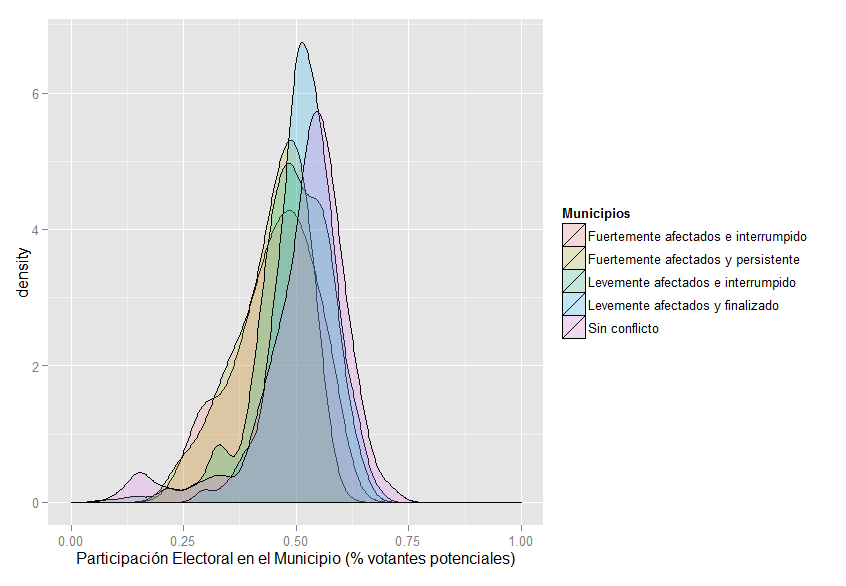 6
4
2
0
density
0.00 0.25 0.50 0.75 1.00
Participación Electoral en el Municipio (% votantes potenciales)
Municipios
Fuertemente afectados e interrumpido
Fuertemente afectados y persistente
Levemente afectados e interrumpido
Levemente afectados y finalizado
Sin conflicto